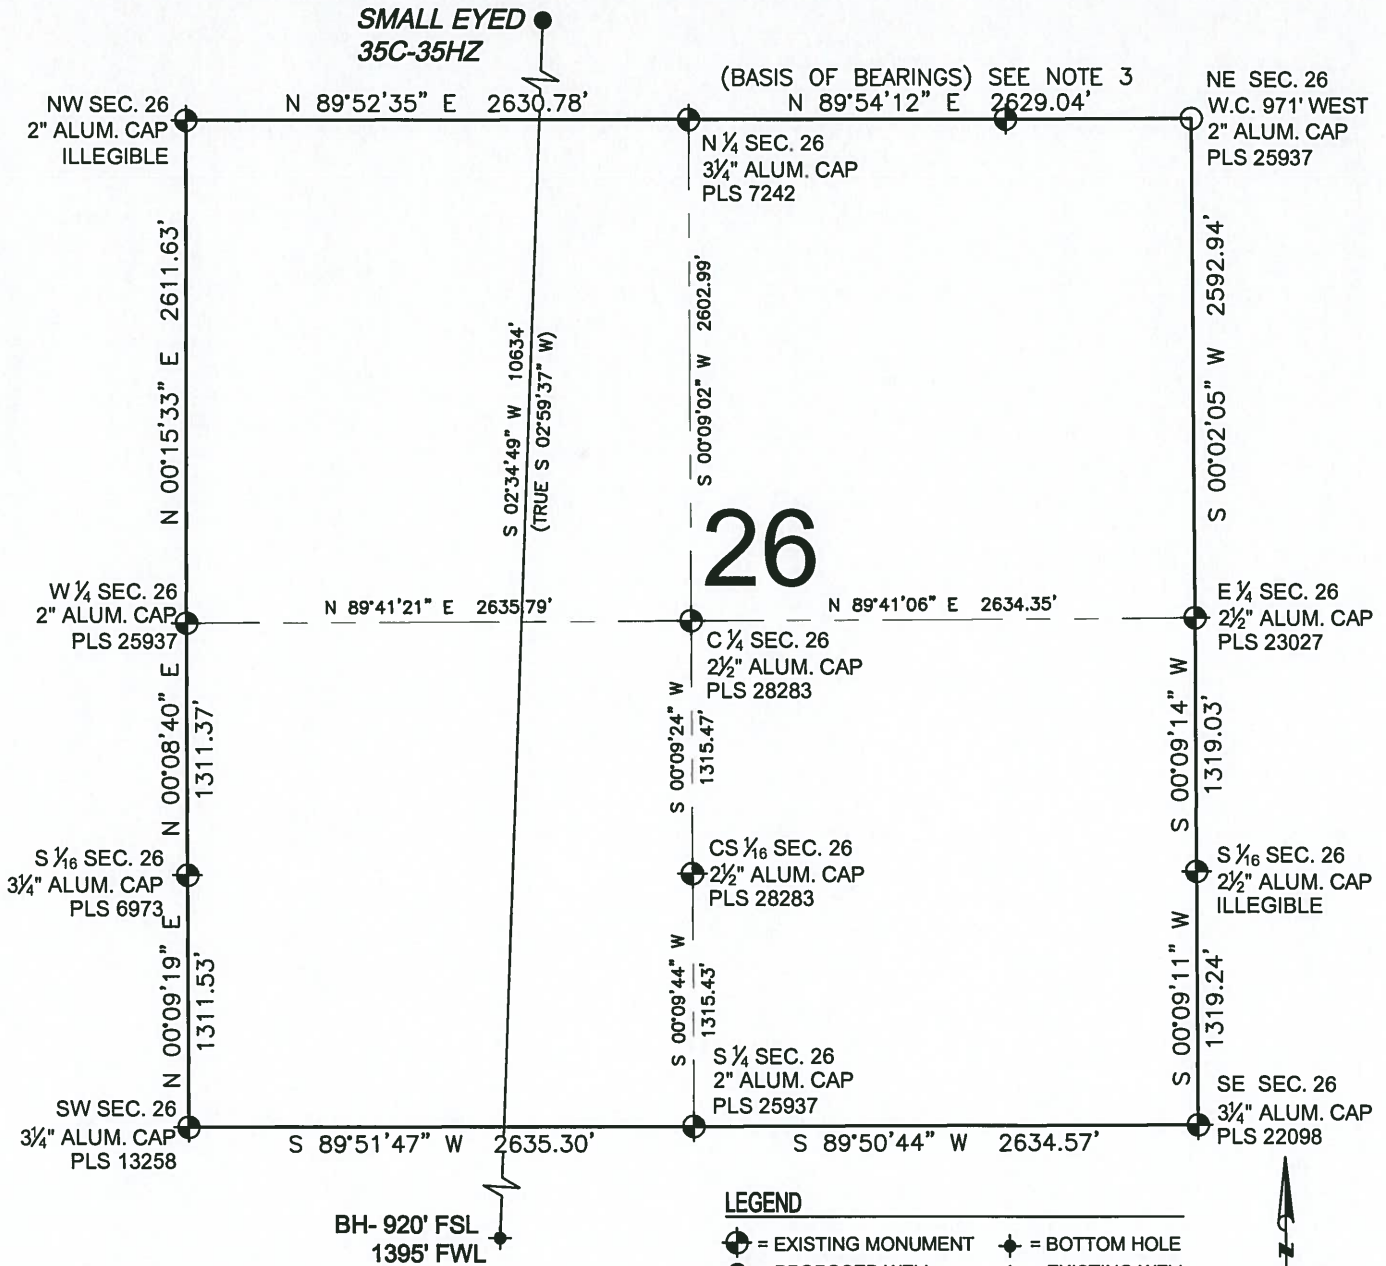 SMALL EYED
35C-35HZ
(BASIS OF BEARINGS) SEE NOTE 3
N 89°52'35" E 2630.78'
N 89°54'12" E 2629.04'
NW SEC. 26
2" ALUM. CAP
ILLEGIBLE
N ¼ SEC. 26
3¼" ALUM. CAP
PLS 7242
NE SEC. 26
W.C. 971' WEST
2" ALUM. CAP
PLS 25937
N 00°15'33" E 2611.63'
S 02°34'49" W 10634'
(TRUE S 02°59'37" W)
S 00°09'02" W 2602.99'
S 00°02'05" W 2592.94'
26
W ¼ SEC. 26
2" ALUM. CAP
PLS 25937
N 89°41'21" E 2635.79'
N 89°41'06" E 2634.35'
C ¼ SEC. 26
2½" ALUM. CAP
PLS 28283
E ¼ SEC. 26
2½" ALUM. CAP
PLS 23027
N 00°08'40" E
1311.37'
S 00°09'24" W
1315.47'
S 00°09'14" W
1319.03'
S 1/16 SEC. 26
3¼" ALUM. CAP
PLS 6973
CS 1/16 SEC. 26
2½" ALUM. CAP
PLS 28283
S 1/16 SEC. 26
2½" ALUM. CAP
ILLEGIBLE
N 00°09'19" E
1311.53'
S 00°09'44" W
1315.43'
S 00°09'11" W
1319.24'
SW SEC. 26
3¼" ALUM. CAP
PLS 13258
S ¼ SEC. 26
2" ALUM. CAP
PLS 25937
SE SEC. 26
3¼" ALUM. CAP
PLS 22098
S 89°51'47" W 2635.30'
S 89°50'44" W 2634.57'
BH- 920' FSL
1395' FWL
LEGEND
= EXISTING MONUMENT
= BOTTOM HOLE
N